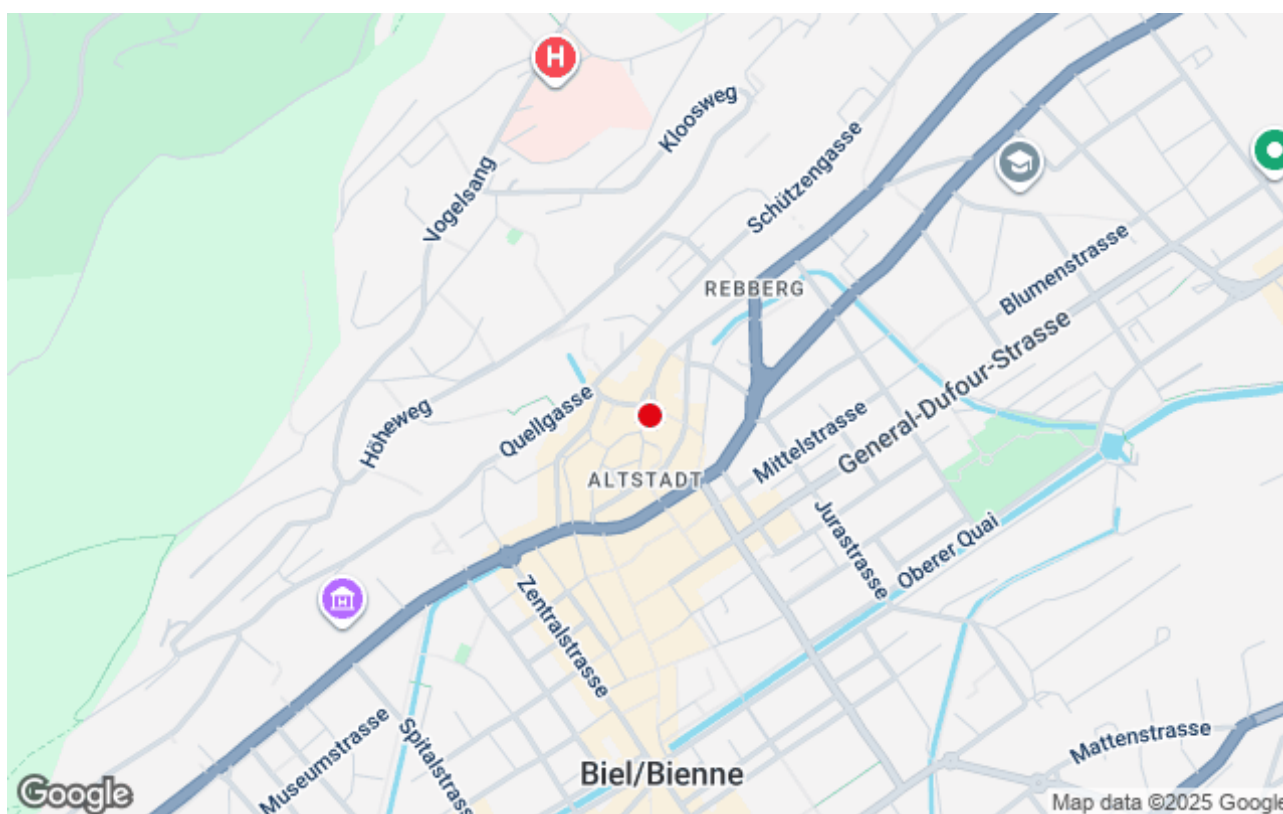 H
Kloosweg
Schützengasse
Vogelsang
REBBERG
Blumenstrasse
General-Dufour-Strasse
Höheweg
Quellgasse
Mittelstrasse
ALTSTADT
Jurastrasse
Oberer Quai
H
Zentralstrasse
Museumstrasse
Spitalstrass
Mattenstrasse
Biel/Bienne
Google
Map data ©2025 Google